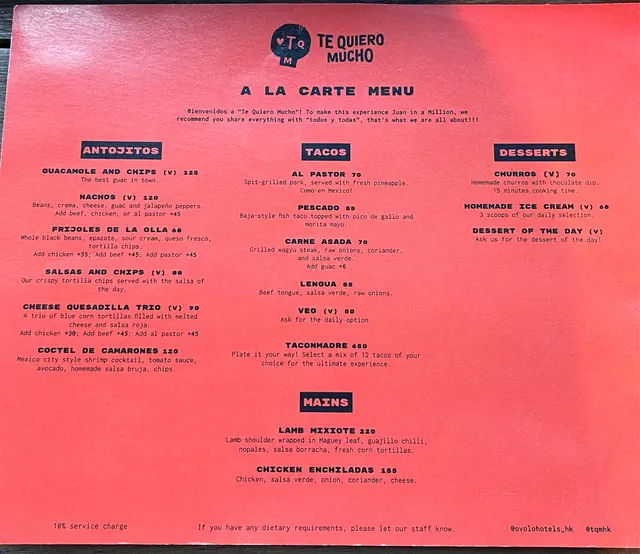 ♥TQ
M
TE QUIERO
MUCHO
A LA CARTE MENU
Bienvenidos a "Te Quiero Mucho"! To make this experience Juan in a Million, we
recommend you share everything with "todos y todas", that's what we are all about!!!
ANTOJITOS
GUACAMOLE AND CHIPS (V) 125
The best guac in town.
NACHOS (V) 120
Beans, crema, cheese, guac and jalapeño peppers.
Add beef, chicken, or al pastor +45
FRIJOLES DE LA OLLA 68
Whole black beans, epazote, sour cream, queso fresco,
tortilla chips.
Add chicken +35; Add beef +45; Add pastor +45
SALSAS AND CHIPS (V) 88
Our crispy tortilla chips served with the salsa of
the day.
CHEESE QUESADILLA TRIO (V) 90
A trio of blue corn tortillas filled with melted
cheese and salsa roja.
Add chicken +30; Add beef +45; Add al pastor +45
COCTEL DE CAMARONES 120
Mexico city style shrimp cocktail, tomato sauce,
avocado, homemade salsa bruja, chips.
TACOS
AL PASTOR 70
Spit-grilled pork, served with fresh pineapple.
Como en Mexico!
PESCADO
Baja-style fish taco topped with pico de gallo and
morita mayo.
CARNE ASADA 70
Grilled wagyu steak, raw onions, coriander,
and salsa verde.
Add guac +6
LENGUA
Beef tongue, salsa verde, raw onions.
VEG (V)
Ask for the daily option.
TACONMADRE 650
Plate it your way! Select a mix of 12 tacos of your
choice for the ultimate experience.
MAINS
LAMB MIXIOTE 220
Lamb shoulder wrapped in Maguey leaf, guajillo chilli,
nopales, salsa borracha, fresh corn tortillas.
CHICKEN ENCHILADAS 155
Chicken, salsa verde, onion, coriander, cheese.
DESSERTS
CHURROS (V) 70
Homemade churros with chocolate dip.
15 minutes cooking time.
HOMEMADE ICE CREAM (V) 68
3 scoops of our daily selection.
DESSERT OF THE DAY (V)
Ask us for the dessert of the day!
10% service charge
If you have any dietary requirements, please let our staff know.
@ovolohotels_hk @tqmhk